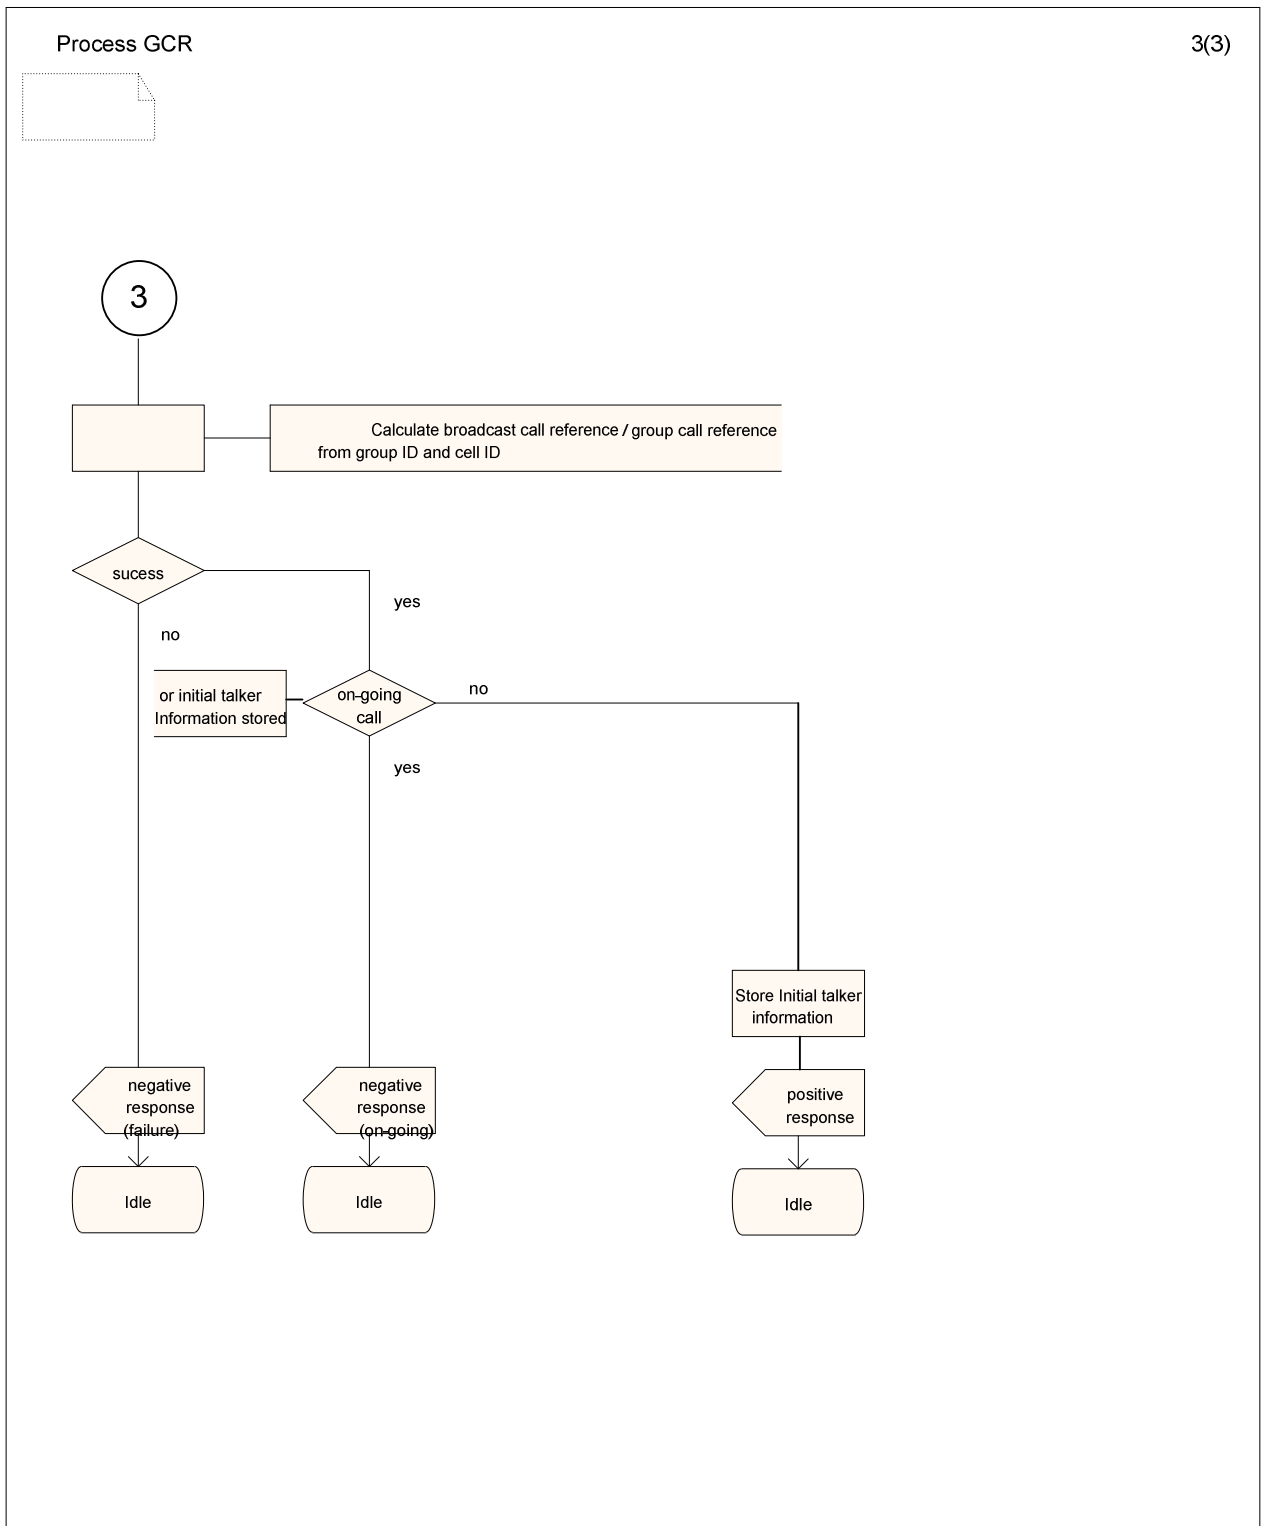 Process GCR
3(3)
3
Calculate broadcast call reference / group call reference
from group ID and cell ID
sucess
yes
no
or initial talker
Information stored
on-going
call
no
yes
Store Initial talker
information
negative
response
(failure)
negative
response
(on-going)
positive
response
Idle
Idle
Idle